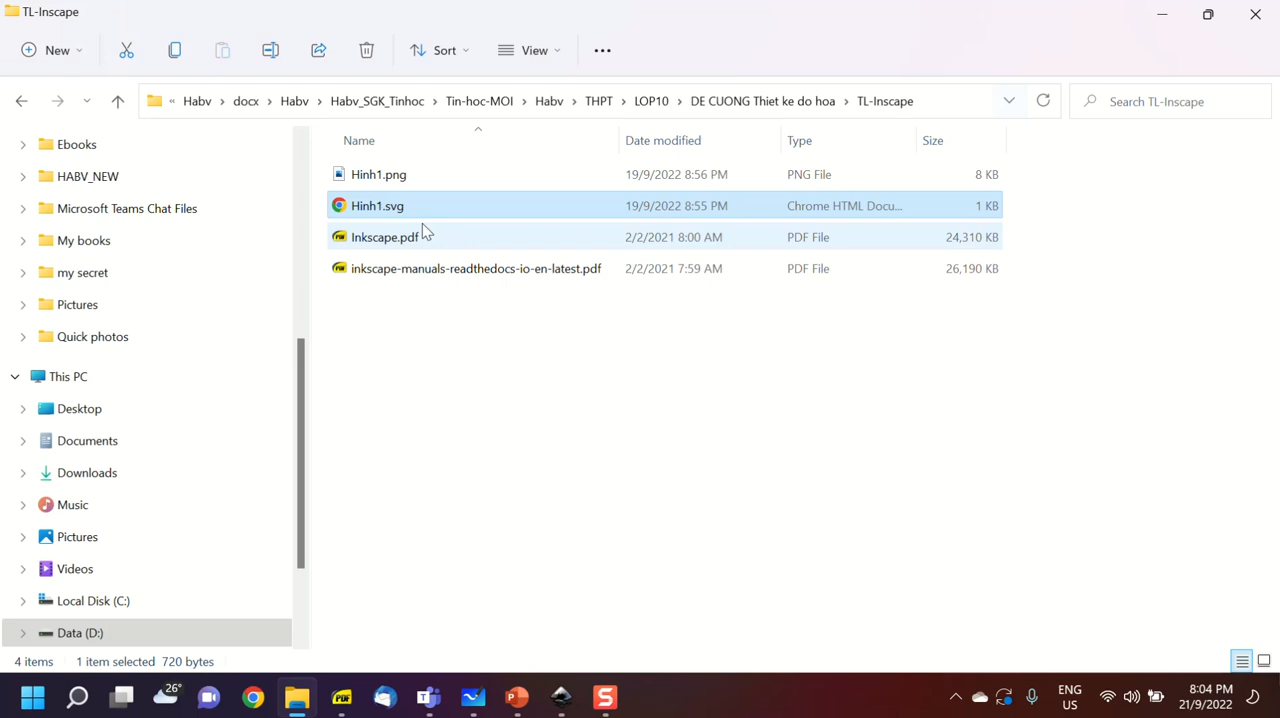 TL-Inscape
New
Sort
View
« Habv > docx > Habv > Habv_SGK_Tinhoc > Tin-hoc-MOI > Habv > THPT > LOP10 > DE CUONG Thiet ke do hoa > TL-Inscape
Search TL-Inscape
Name Date modified Type Size
Hinh1.png 19/9/2022 8:56 PM PNG File 8 KB
Hinh1.svg 19/9/2022 8:55 PM Chrome HTML Docu... 1 KB
Inkscape.pdf 2/2/2021 8:00 AM PDF File 24,310 KB
inkscape-manuals-readthedocs-io-en-latest.pdf 2/2/2021 7:59 AM PDF File 26,190 KB
Ebooks
HABV_NEW
Microsoft Teams Chat Files
My books
my secret
Pictures
Quick photos
This PC
Desktop
Documents
Downloads
Music
Pictures
Videos
Local Disk (C:)
Data (D:)
4 items 1 item selected 720 bytes
26°
PDF
ENG
US
8:04 PM
21/9/2022